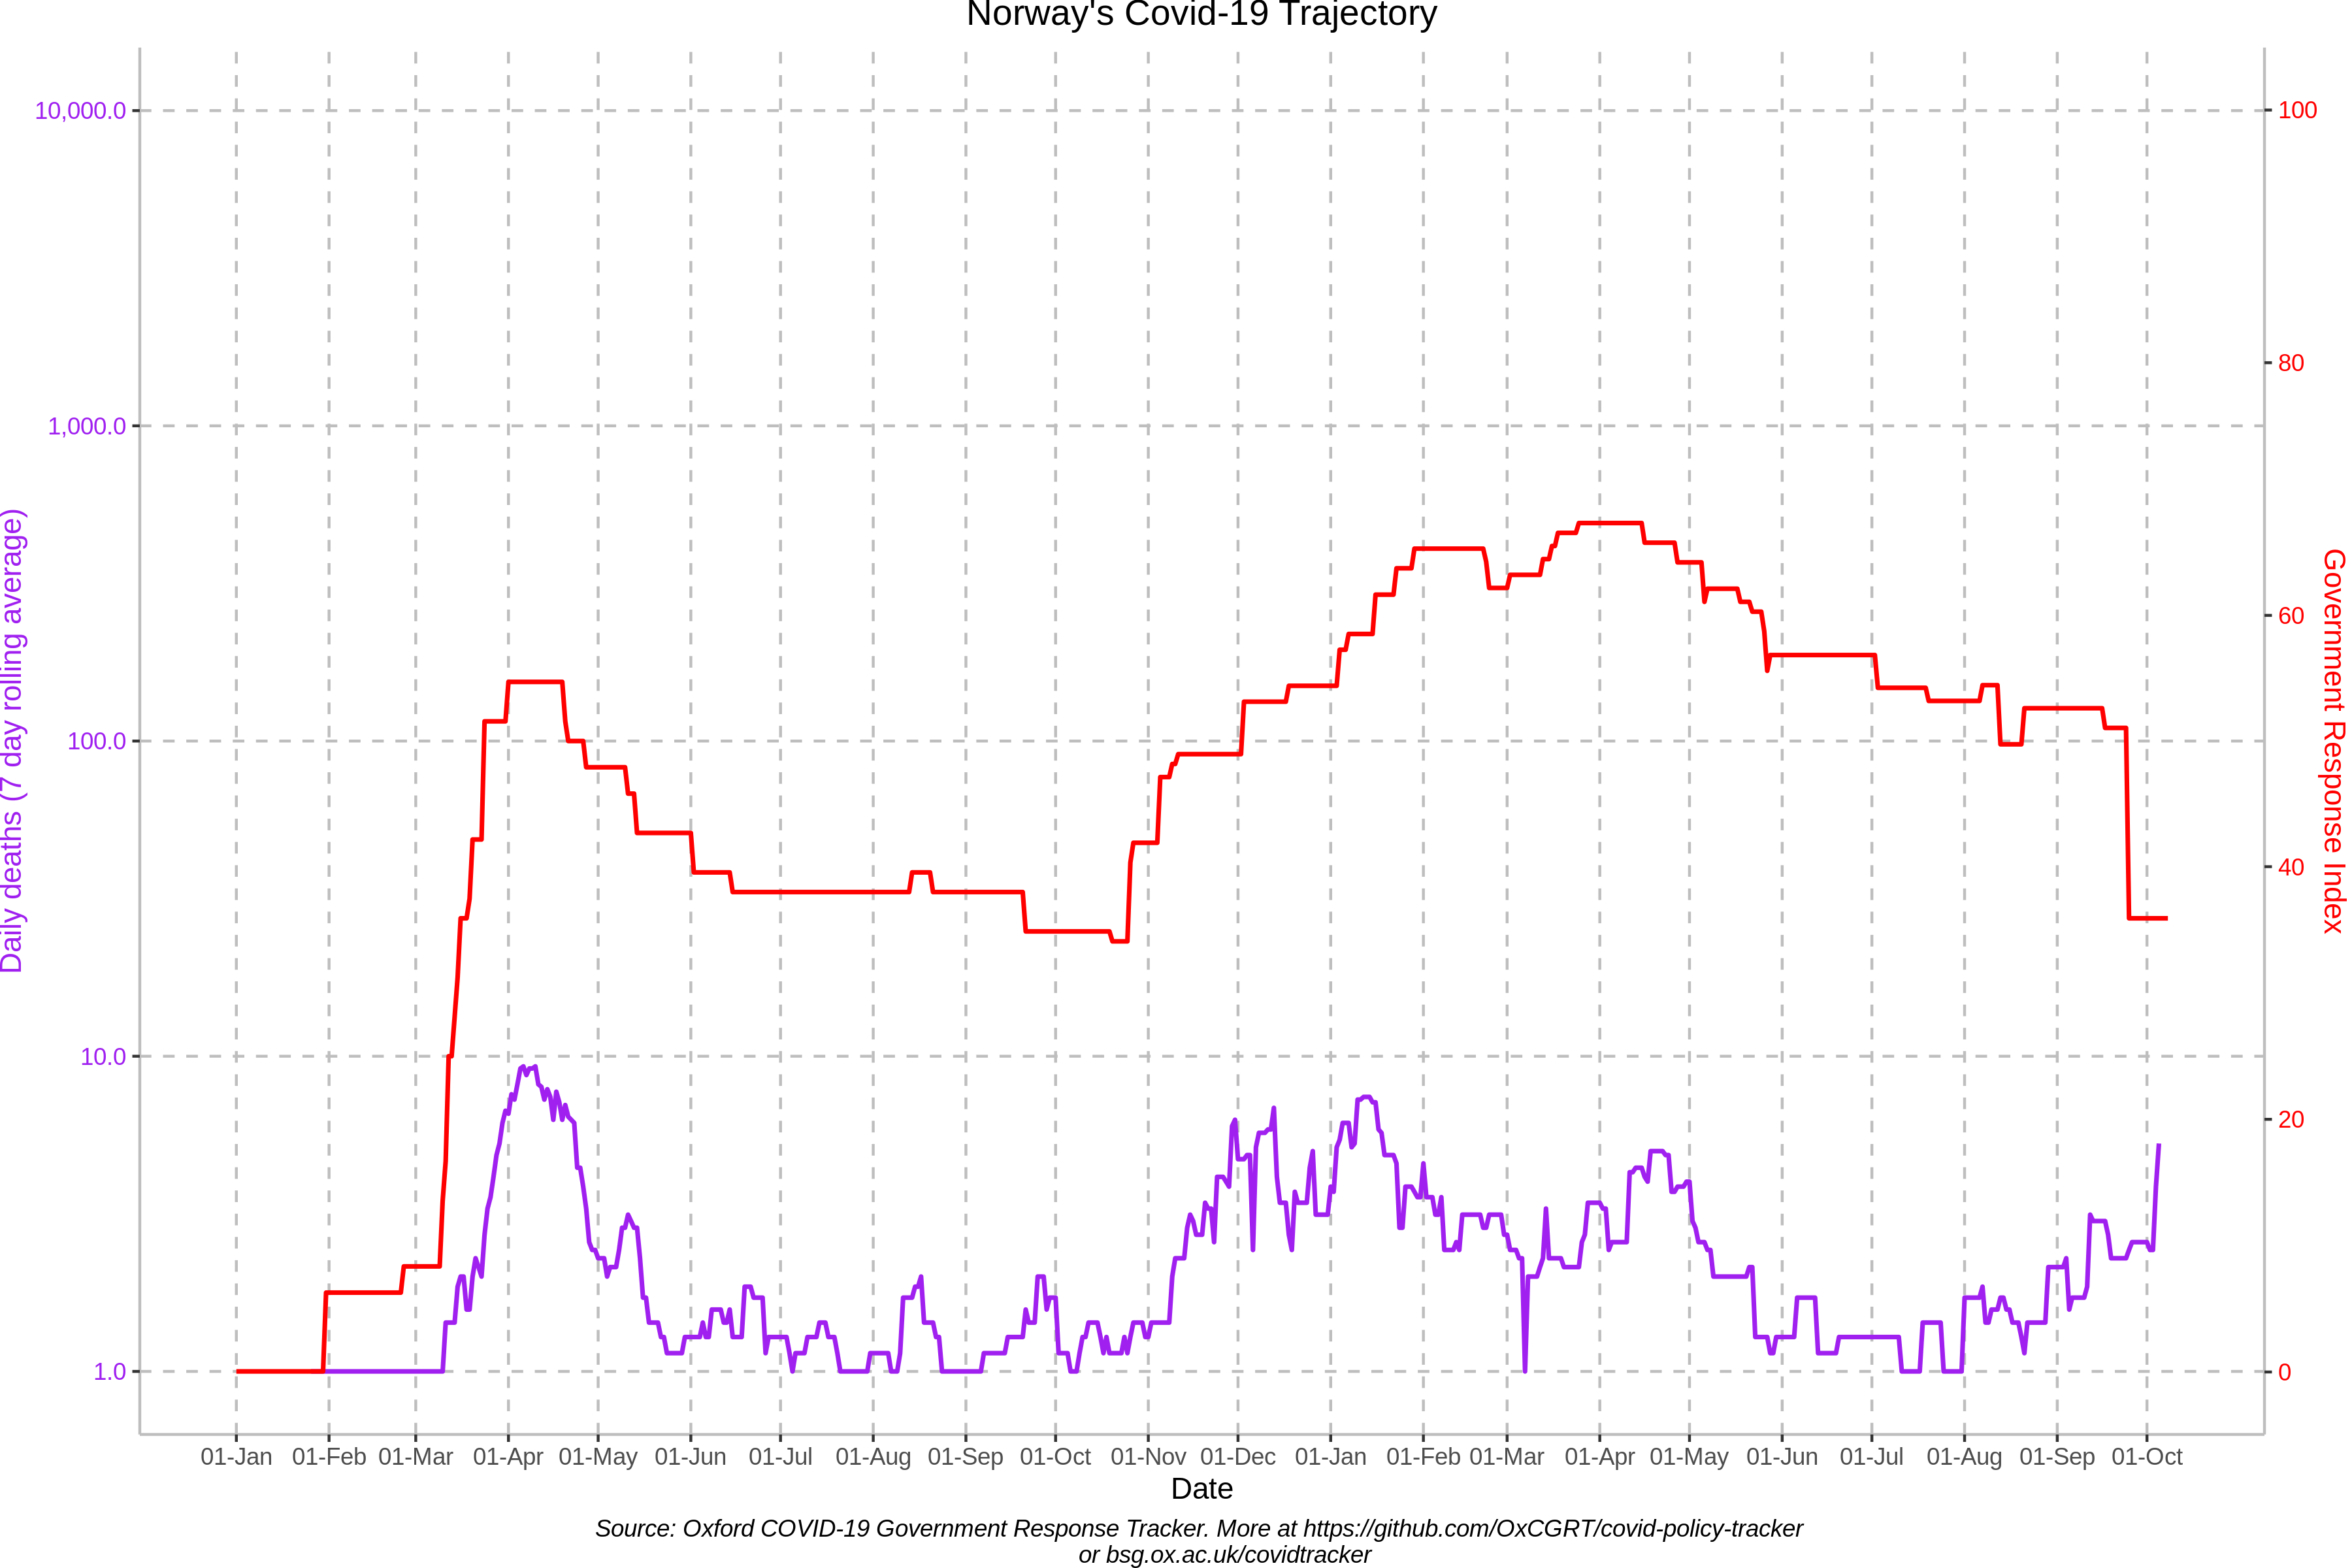 Norway's Covid-19 Trajectory
Daily deaths (7 day rolling average)
10,000.0
1,000.0
100.0
10.0
1.0
100
80
60
40
20
0
Government Response Index
01-Jan 01-Feb 01-Mar 01-Apr 01-May 01-Jun 01-Jul 01-Aug 01-Sep 01-Oct 01-Nov 01-Dec 01-Jan 01-Feb 01-Mar 01-Apr 01-May 01-Jun 01-Jul 01-Aug 01-Sep 01-Oct
Date
Source: Oxford COVID-19 Government Response Tracker. More at https://github.com/OxCGRT/covid-policy-tracker
or bsg.ox.ac.uk/covidtracker